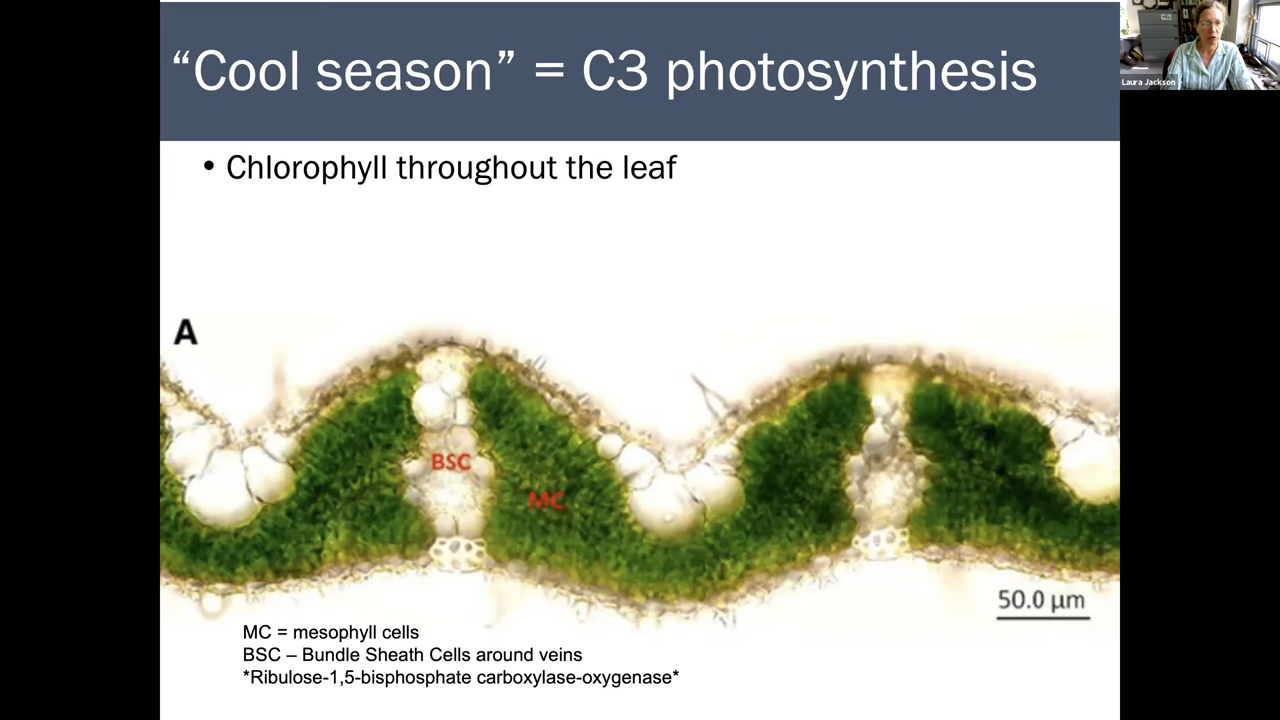 “Cool season” = C3 photosynthesis
Laura Jackson
• Chlorophyll throughout the leaf
A
BSC
MC
50.0 µm
MC = mesophyll cells
BSC – Bundle Sheath Cells around veins
*Ribulose-1,5-bisphosphate carboxylase-oxygenase*